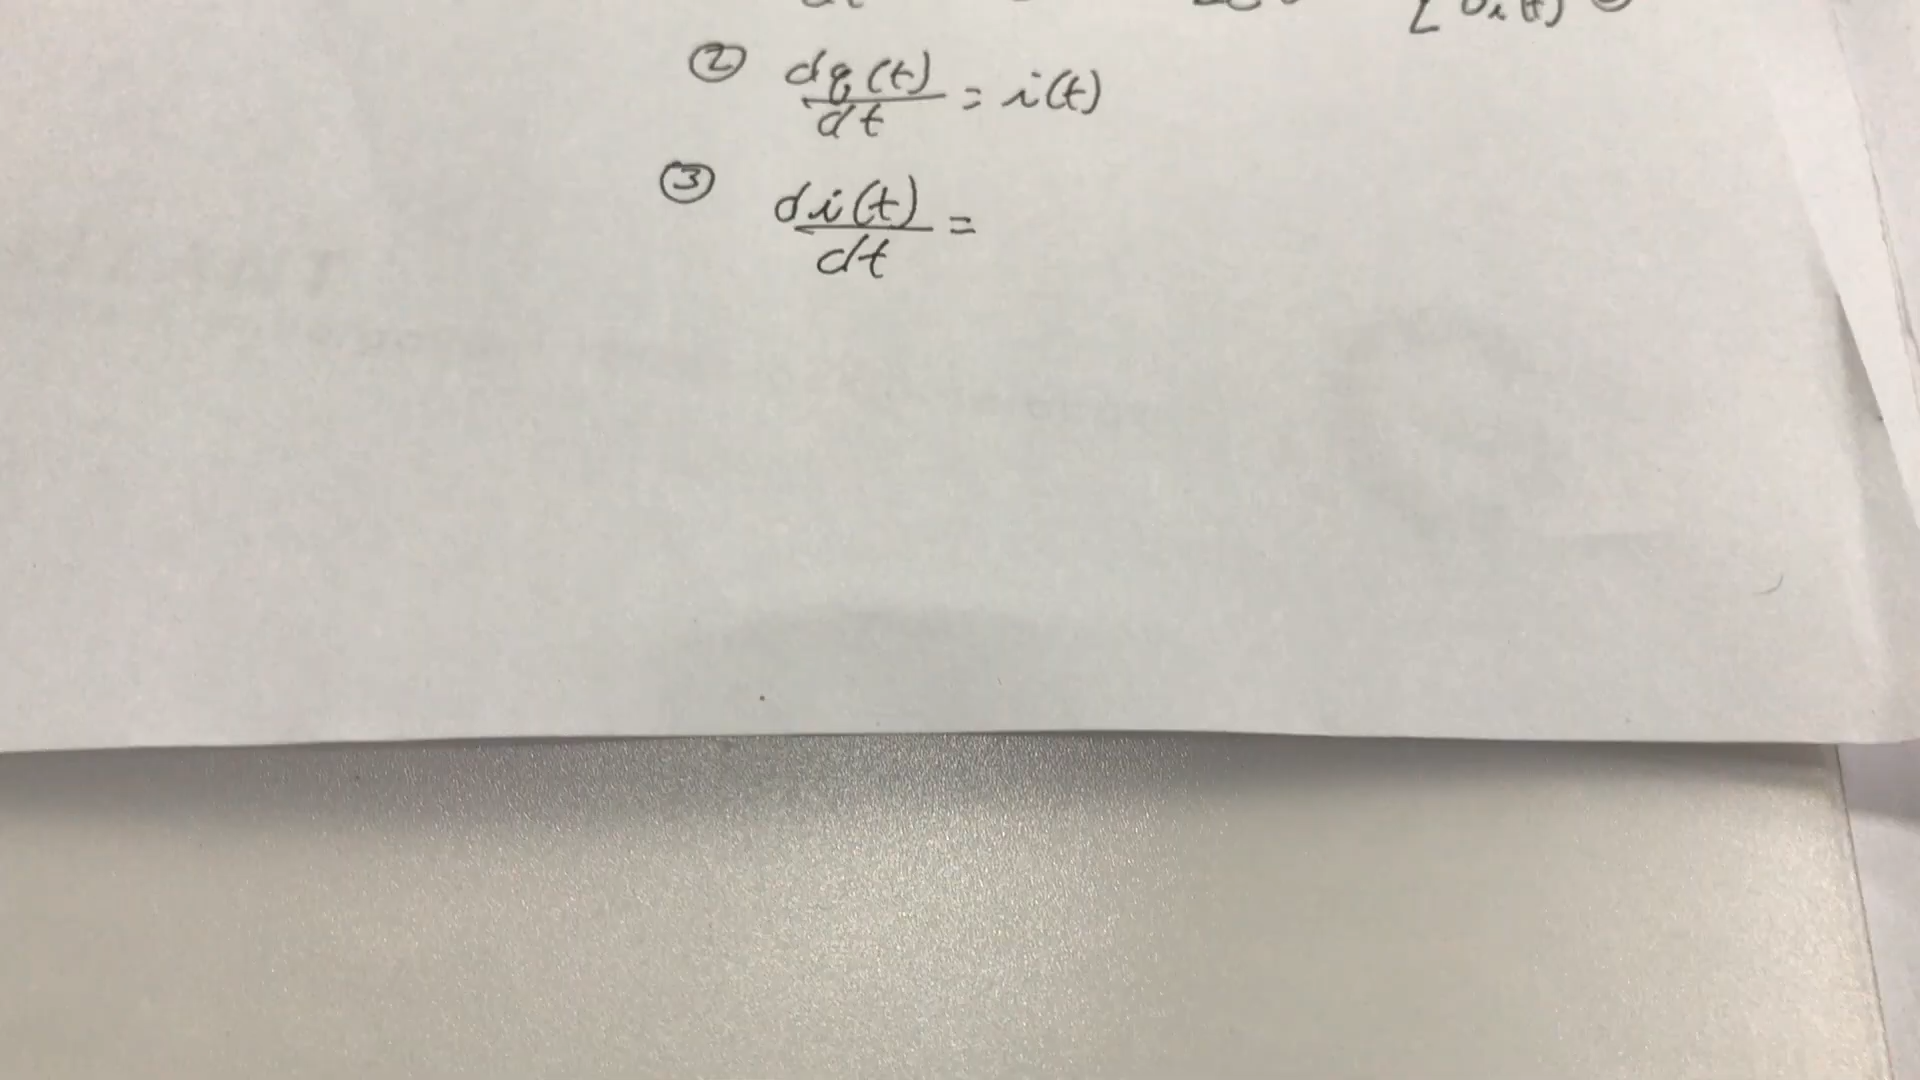 ② dq(t)/dt = i(t)
③ di(t)/dt =